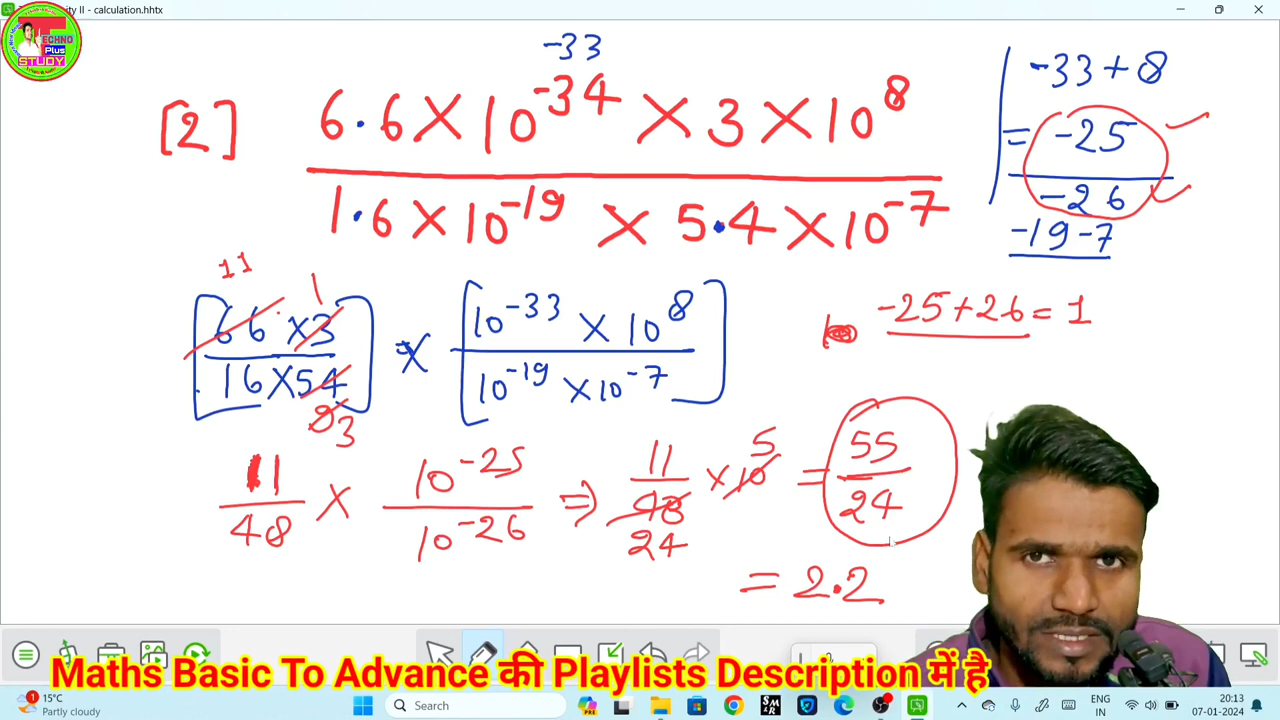 ity II - calculation.hhtx
TECHNO
Plus
STUDY
-33
[2] 6.6 × 10^-34 × 3 × 10^8
1.6 × 10^-19 × 5.4 × 10^-7
-33 + 8
= -25
-26
-19 -7
11 1
[66 × 3 × [10^-33 × 10^8
16 × 54] 10^-19 × 10^-7]
9 3
-25 + 26 = 1
11/48 × 10^-25/10^-26 ⇒ 11/48 × 10 = 55/24
5
24
= 2.2
Maths Basic To Advance की Playlists Description में है
15°C
Partly cloudy
Search
ENG
IN
20:13
07-01-2024